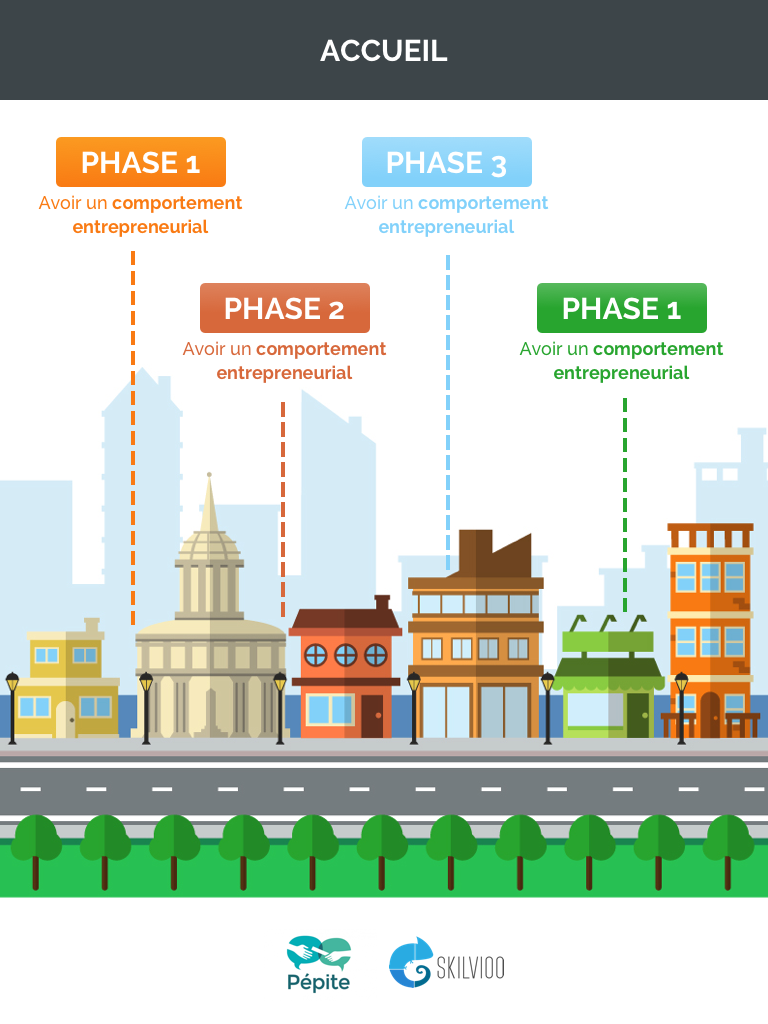 ACCUEIL
PHASE 1
Avoir un comportement
entrepreneurial
PHASE 3
Avoir un comportement
entrepreneurial
PHASE 2
Avoir un comportement
entrepreneurial
PHASE 1
Avoir un comportement
entrepreneurial
Pépite
SKILVIOO